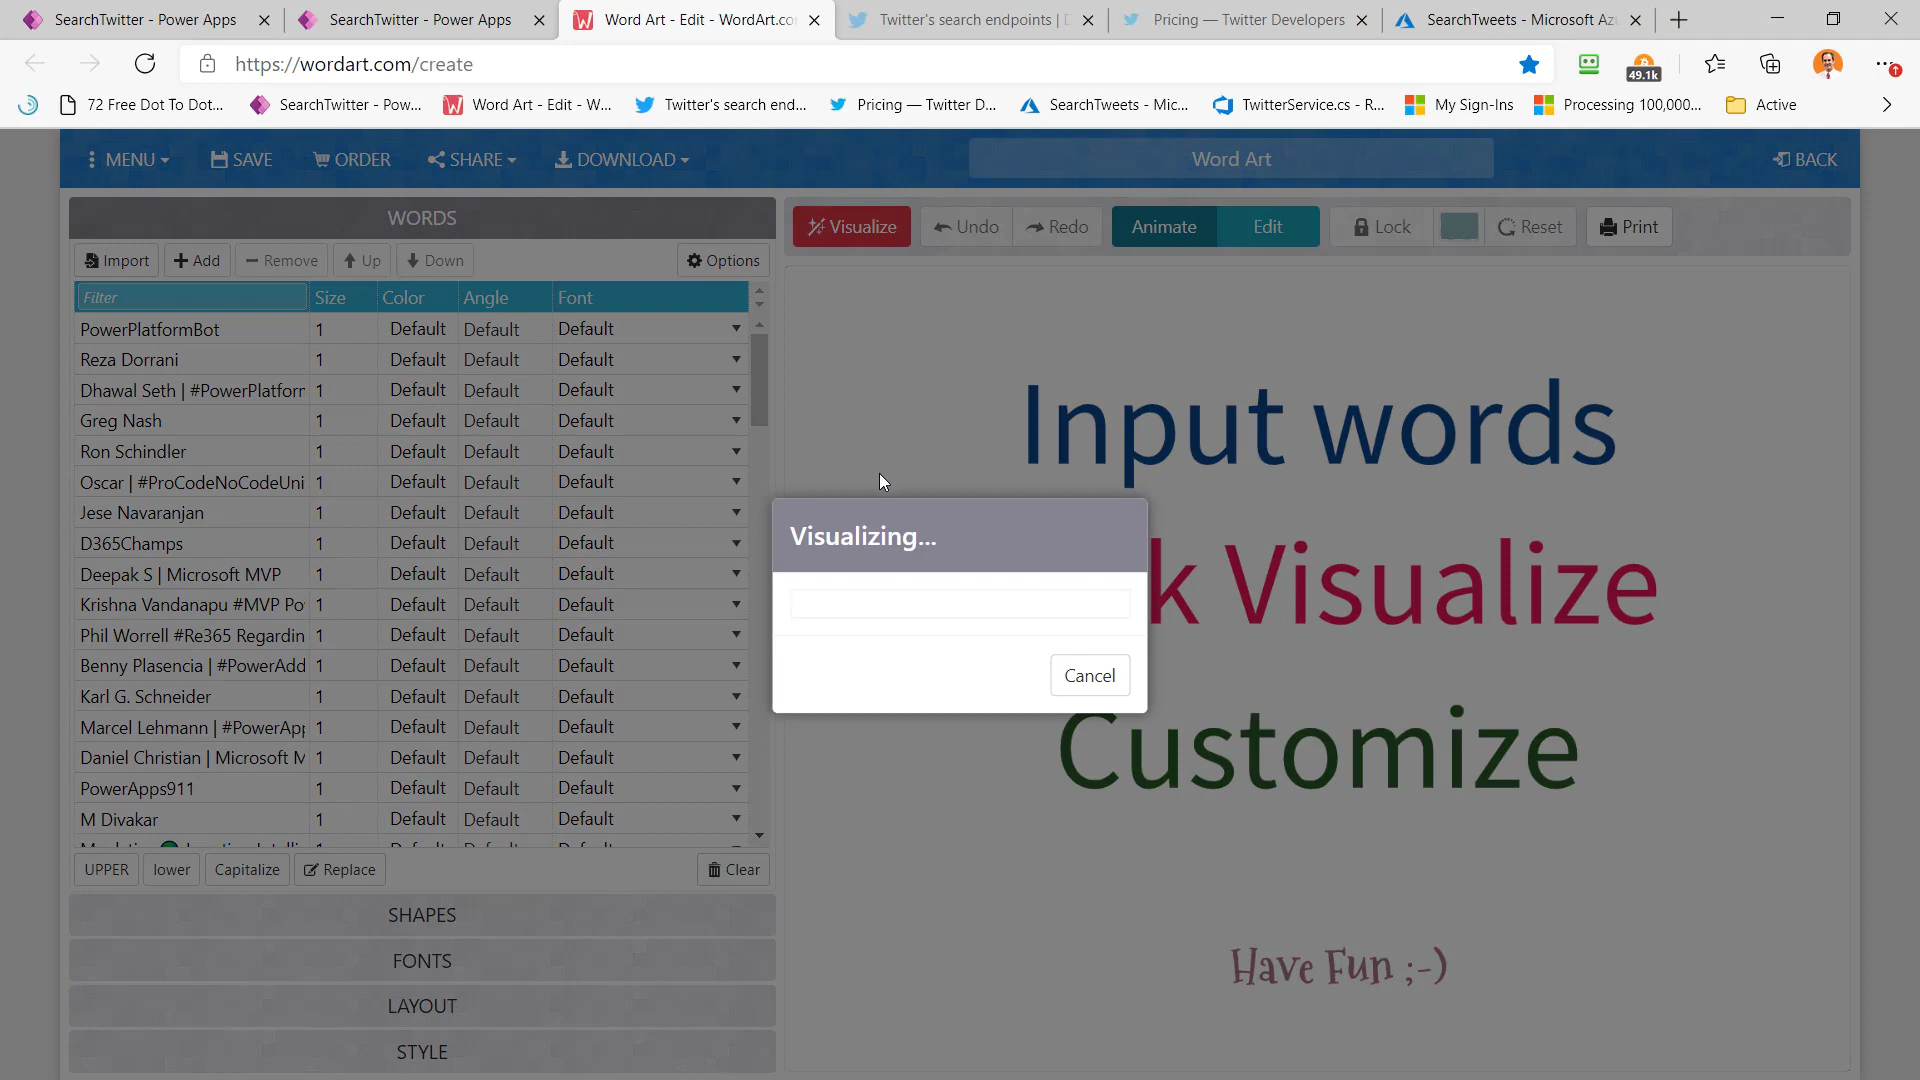 SearchTwitter - Power Apps
SearchTwitter - Power Apps
Word Art - Edit - WordArt.co
Twitter's search endpoints | D
Pricing — Twitter Developers
SearchTweets - Microsoft Az
https://wordart.com/create
49.1k
72 Free Dot To Dot...
SearchTwitter - Pow...
Word Art - Edit - W...
Twitter's search end...
Pricing — Twitter D...
SearchTweets - Mic...
TwitterService.cs - R...
My Sign-Ins
Processing 100,000...
Active
MENU
SAVE
ORDER
SHARE
DOWNLOAD
Word Art
BACK
WORDS
Visualize
Undo
Redo
Animate
Edit
Lock
Reset
Print
Import
Add
Remove
Up
Down
Options
Filter Size Color Angle Font
PowerPlatformBot 1 Default Default Default
Reza Dorrani 1 Default Default Default
Dhawal Seth | #PowerPlatforr 1 Default Default Default
Greg Nash 1 Default Default Default
Ron Schindler 1 Default Default Default
Oscar | #ProCodeNoCodeUni 1 Default Default Default
Jese Navaranjan 1 Default Default Default
D365Champs 1 Default Default Default
Deepak S | Microsoft MVP 1 Default Default Default
Krishna Vandanapu #MVP Po 1 Default Default Default
Phil Worrell #Re365 Regardin 1 Default Default Default
Benny Plasencia | #PowerAdd 1 Default Default Default
Karl G. Schneider 1 Default Default Default
Marcel Lehmann | #PowerApp 1 Default Default Default
Daniel Christian | Microsoft M 1 Default Default Default
PowerApps911 1 Default Default Default
M Divakar 1 Default Default Default
UPPER
lower
Capitalize
Replace
Clear
SHAPES
FONTS
LAYOUT
STYLE
Input words
k Visualize
Customize
Have Fun ;-)
Visualizing...
Cancel